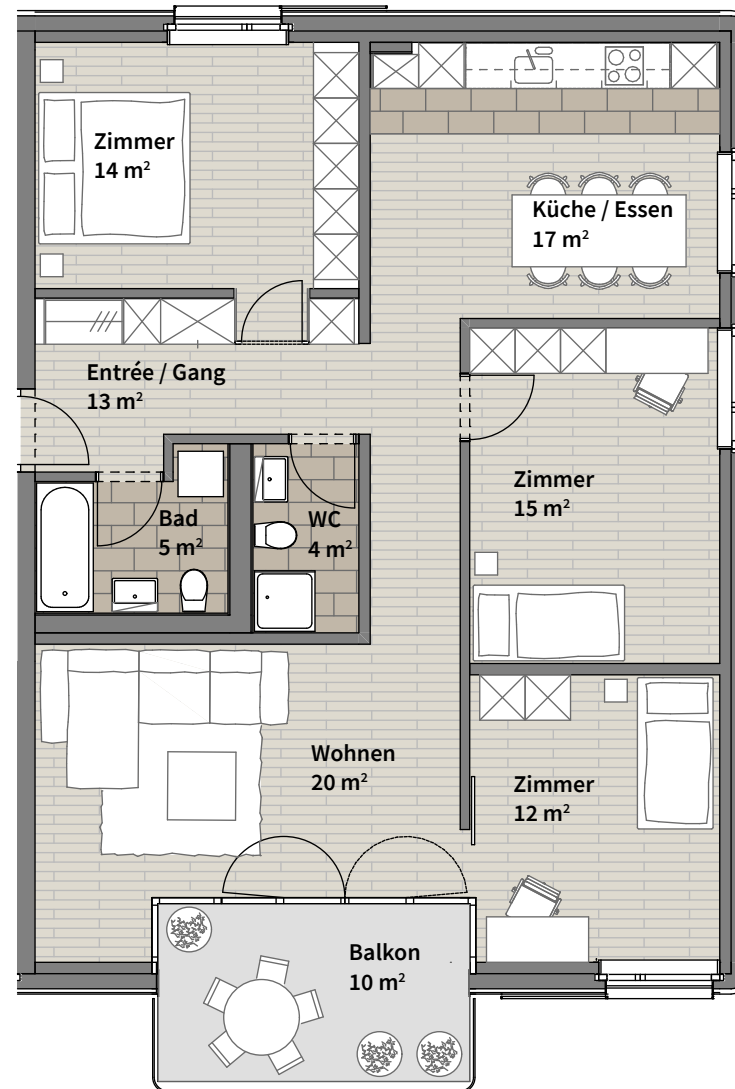 Zimmer
14 m²
Küche / Essen
17 m²
Entrée / Gang
13 m²
Zimmer
15 m²
Bad
5 m²
WC
4 m²
Wohnen
20 m²
Zimmer
12 m²
Balkon
10 m²